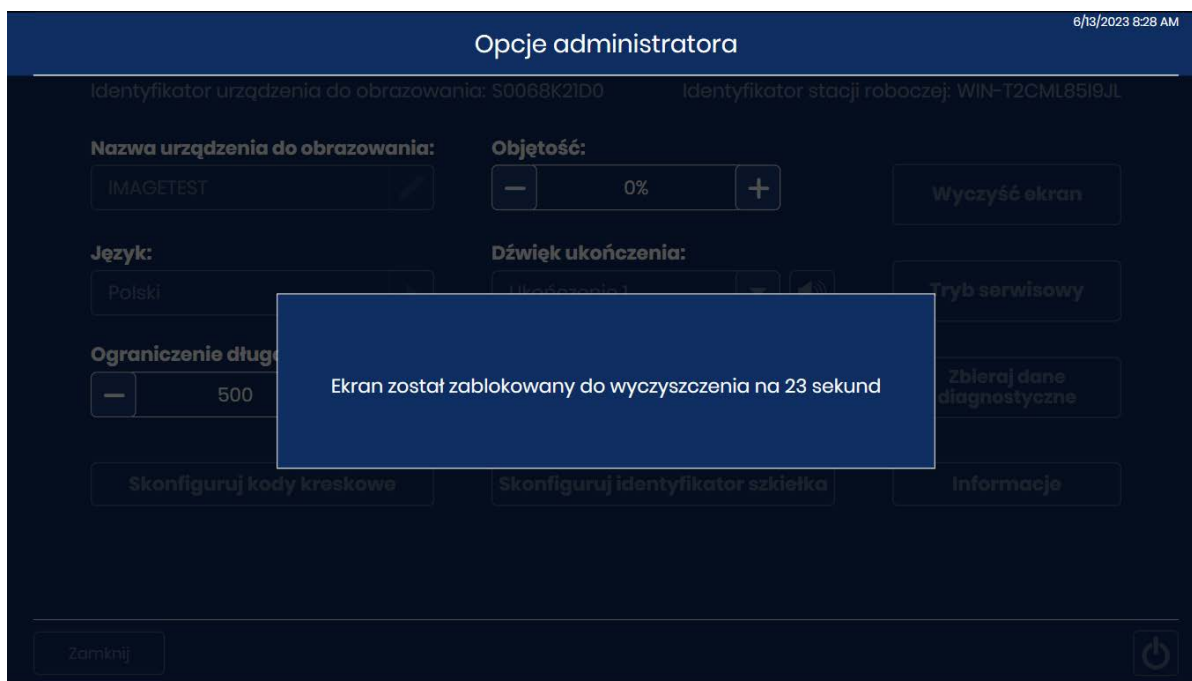 6/13/2023 8:28 AM
Opcje administratora
Identyfikator urządzenia do obrazowania: S0068K21D0 Identyfikator stacji roboczej: WIN-T2CML85I9JL
Nazwa urządzenia do obrazowania: Objętość:
IMAGETEST 0% Wyczyść ekran
Język: Dźwięk ukończenia:
Polski Ukończenie 1 Tryb serwisowy
Ograniczenie
500 Zbieraj dane diagnostyczne
Ekran został zablokowany do wyczyszczenia na 23 sekund
Skonfiguruj kody kreskowe Skonfiguruj identyfikator szkiełka Informacje
Zamknij